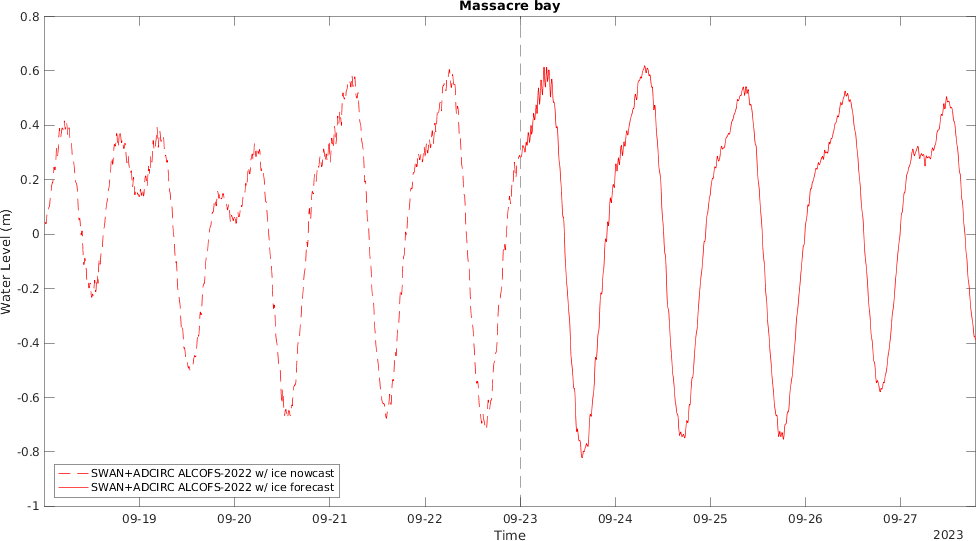 Massacre bay
0.8
0.6
0.4
0.2
0
-0.2
-0.4
-0.6
-0.8
-1
Water Level (m)
SWAN+ADCIRC ALCOFS-2022 w/ ice nowcast
SWAN+ADCIRC ALCOFS-2022 w/ ice forecast
09-19 09-20 09-21 09-22 09-23 09-24 09-25 09-26 09-27
Time
2023